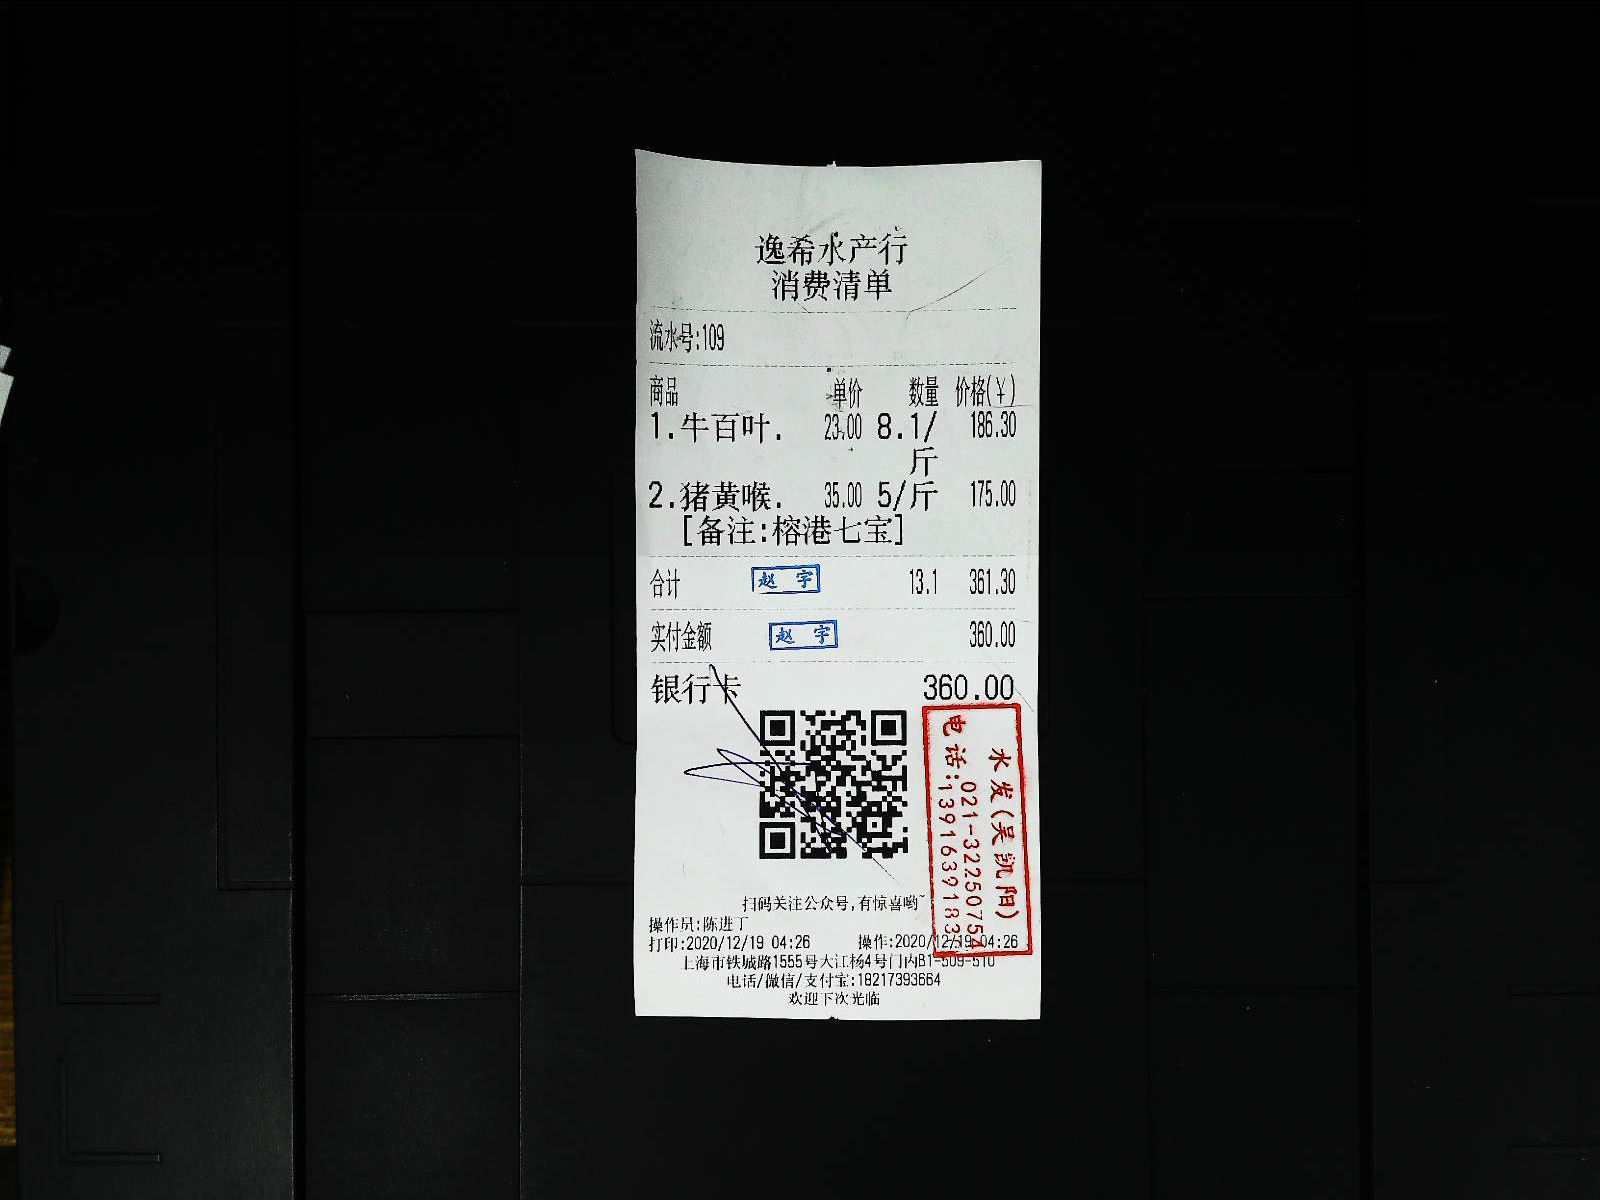 逸希水产行
消费清单
流水号:109
商品 单价 数量 价格(¥)
1.牛百叶. 23.00 8.1/斤 186.30
2.猪黄喉. 35.00 5/斤 175.00
[备注:榕港七宝]
合计 赵宇 13.1 361.30
实付金额 赵宇 360.00
银行卡 360.00
水发(吴凯阳)
电话:021-32250754
13916391833
扫码关注公众号,有惊喜哟~
操作员:陈进丁
打印:2020/12/19 04:26 操作:2020/12/19 04:26
上海市铁城路1555号大江杨4号门内B1-509-510
电话/微信/支付宝:18217393664
欢迎下次光临